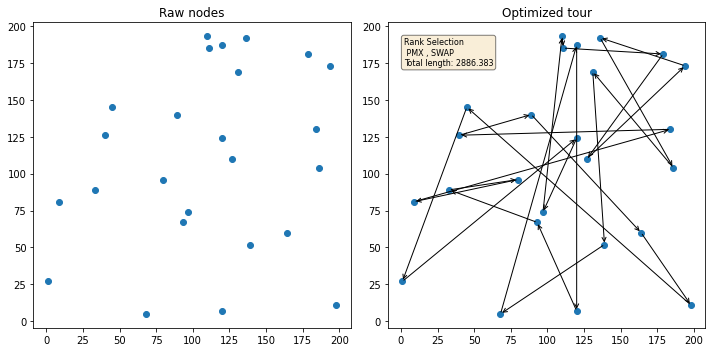 Raw nodes
200
175
150
125
100
75
50
25
0
0 25 50 75 100 125 150 175 200
Optimized tour
Rank Selection
PMX , SWAP
Total length: 2886.383
200
175
150
125
100
75
50
25
0
0 25 50 75 100 125 150 175 200